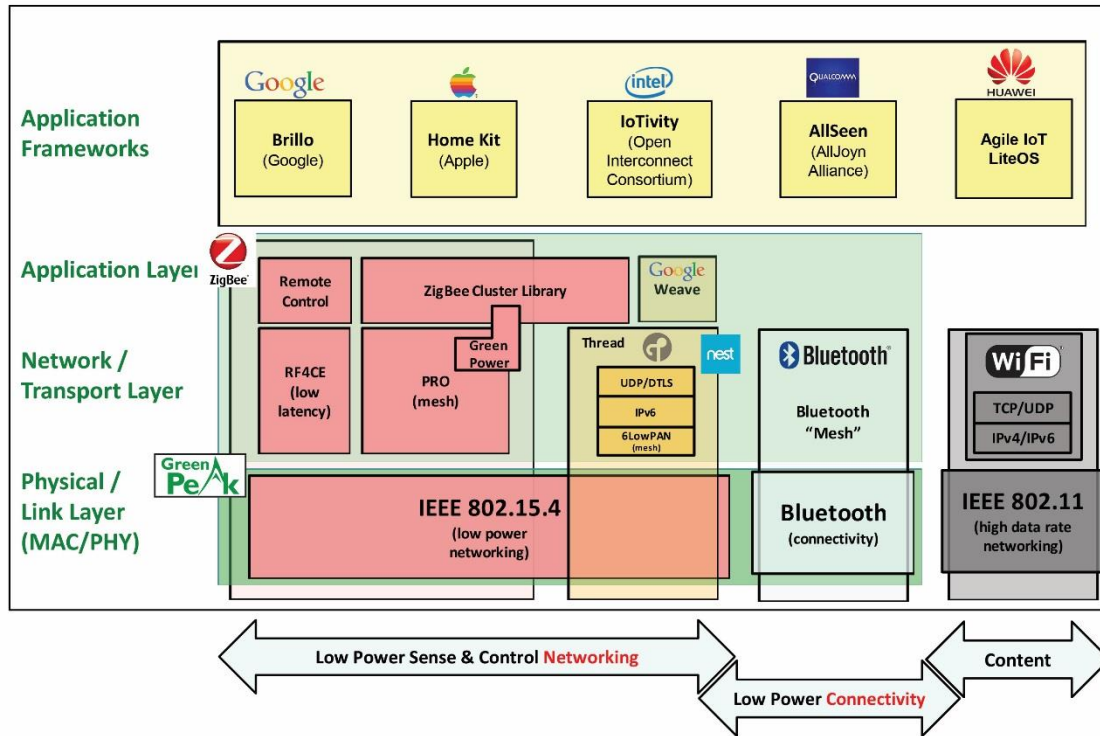 Google
intel
QUALCOMM
HUAWEI
Application
Frameworks
Brillo
(Google)
Home Kit
(Apple)
IoTivity
(Open
Interconnect
Consortium)
AllSeen
(AllJoyn
Alliance)
Agile IoT
LiteOS
Application Layer
ZigBee
Remote
Control
ZigBee Cluster Library
Google
Weave
Network /
Transport Layer
RF4CE
(low
latency)
PRO
(mesh)
Green
Power
Thread
nest
UDP/DTLS
IPv6
6LowPAN
(mesh)
Bluetooth
Bluetooth
“Mesh”
WiFi
TCP/UDP
IPv4/IPv6
Green
Peak
Physical /
Link Layer
(MAC/PHY)
IEEE 802.15.4
(low power
networking)
Bluetooth
(connectivity)
IEEE 802.11
(high data rate
networking)
Low Power Sense & Control Networking
Content
Low Power Connectivity